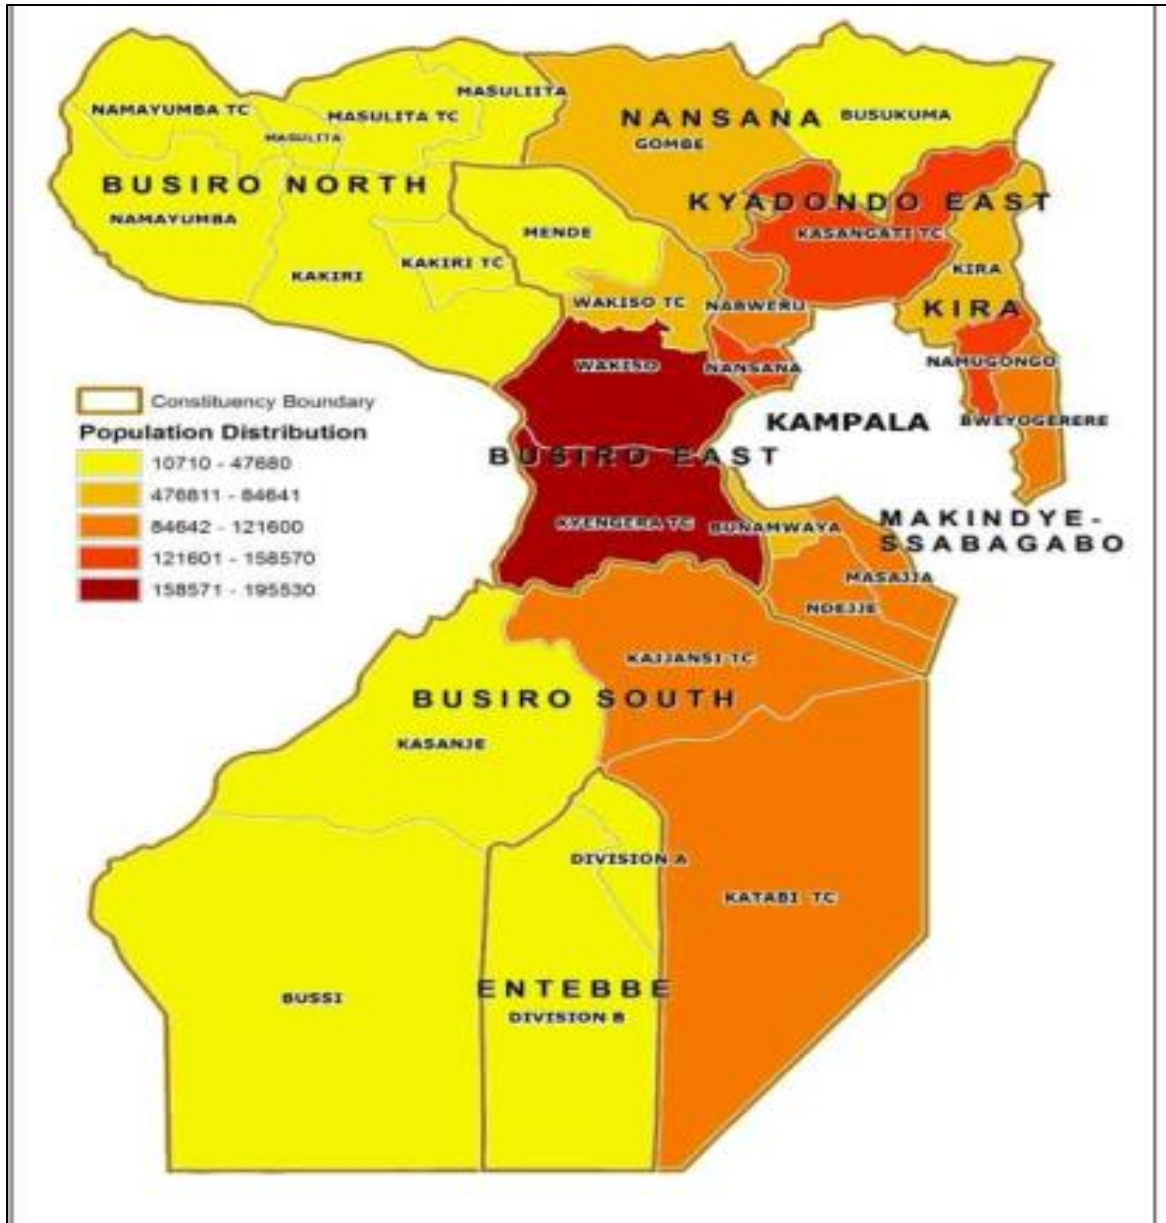 MASULIITA
NAMAYUMBA TC
MASULITA TC
MASULITA
NANSANA
BUSUKUMA
GOMBE
BUSIRO NORTH
NAMAYUMBA
KYADONDO EAST
MENDE
KASANGATI TC
KAKIRI TC
KAKIRI
KIRA
WAKISO TC
NABWERU
KIRA
WAKISO
NANSANA
NAMUGONGO
Constituency Boundary
Population Distribution
10710 - 47680
476811 - 84641
84642 - 121600
121601 - 158570
158571 - 195530
KAMPALA
BWEYOGERERE
BUSIRO EAST
KYENGERA TC
BUNAMWAYA
MAKINDYE-
SSABAGABO
MASAJJA
NDEJJE
KAJJANSI TC
BUSIRO SOUTH
KASANJE
DIVISION A
KATABI TC
BUSSI
ENTEBBE
DIVISION B